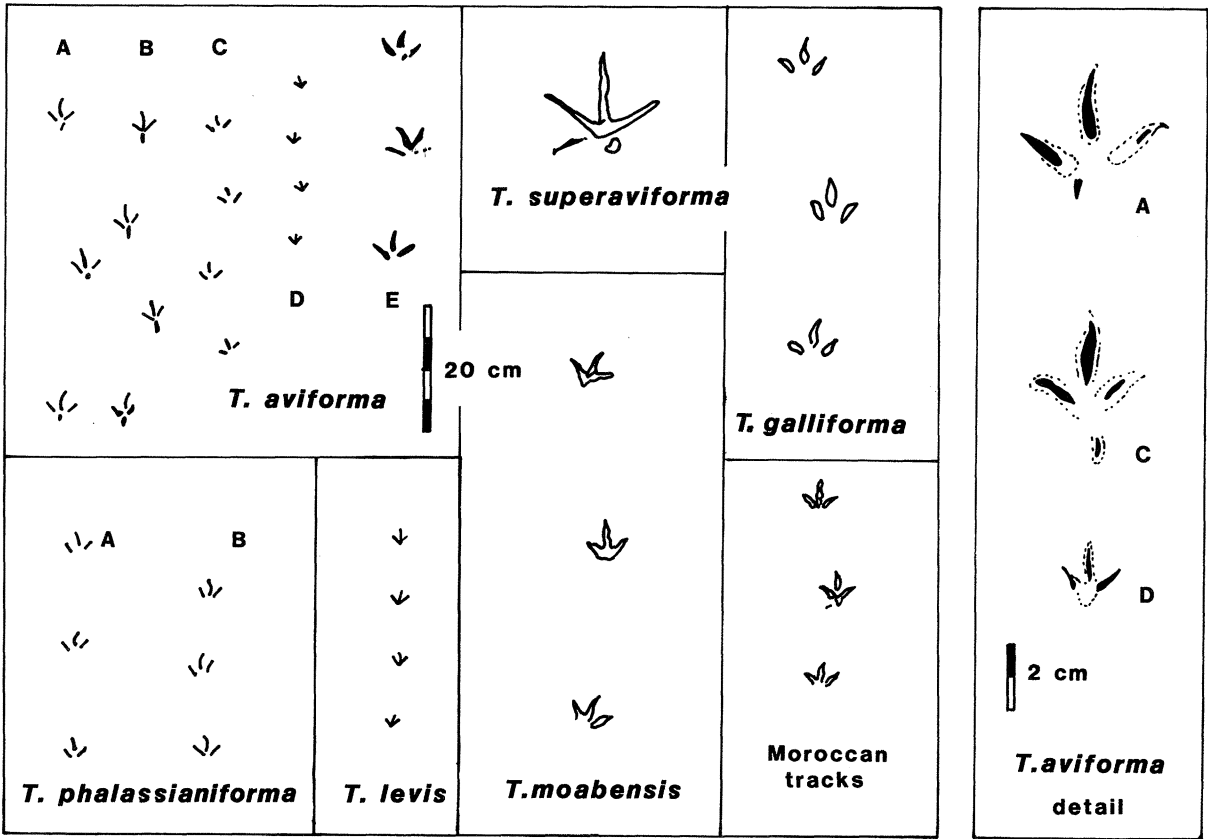 A B C
D E
20 cm
T. aviforma
T. superaviforma
T. galliforma
A B
T. phalassianiforma
T. levis
T.moabensis
Moroccan
tracks
A
C
D
2 cm
T.aviforma
detail